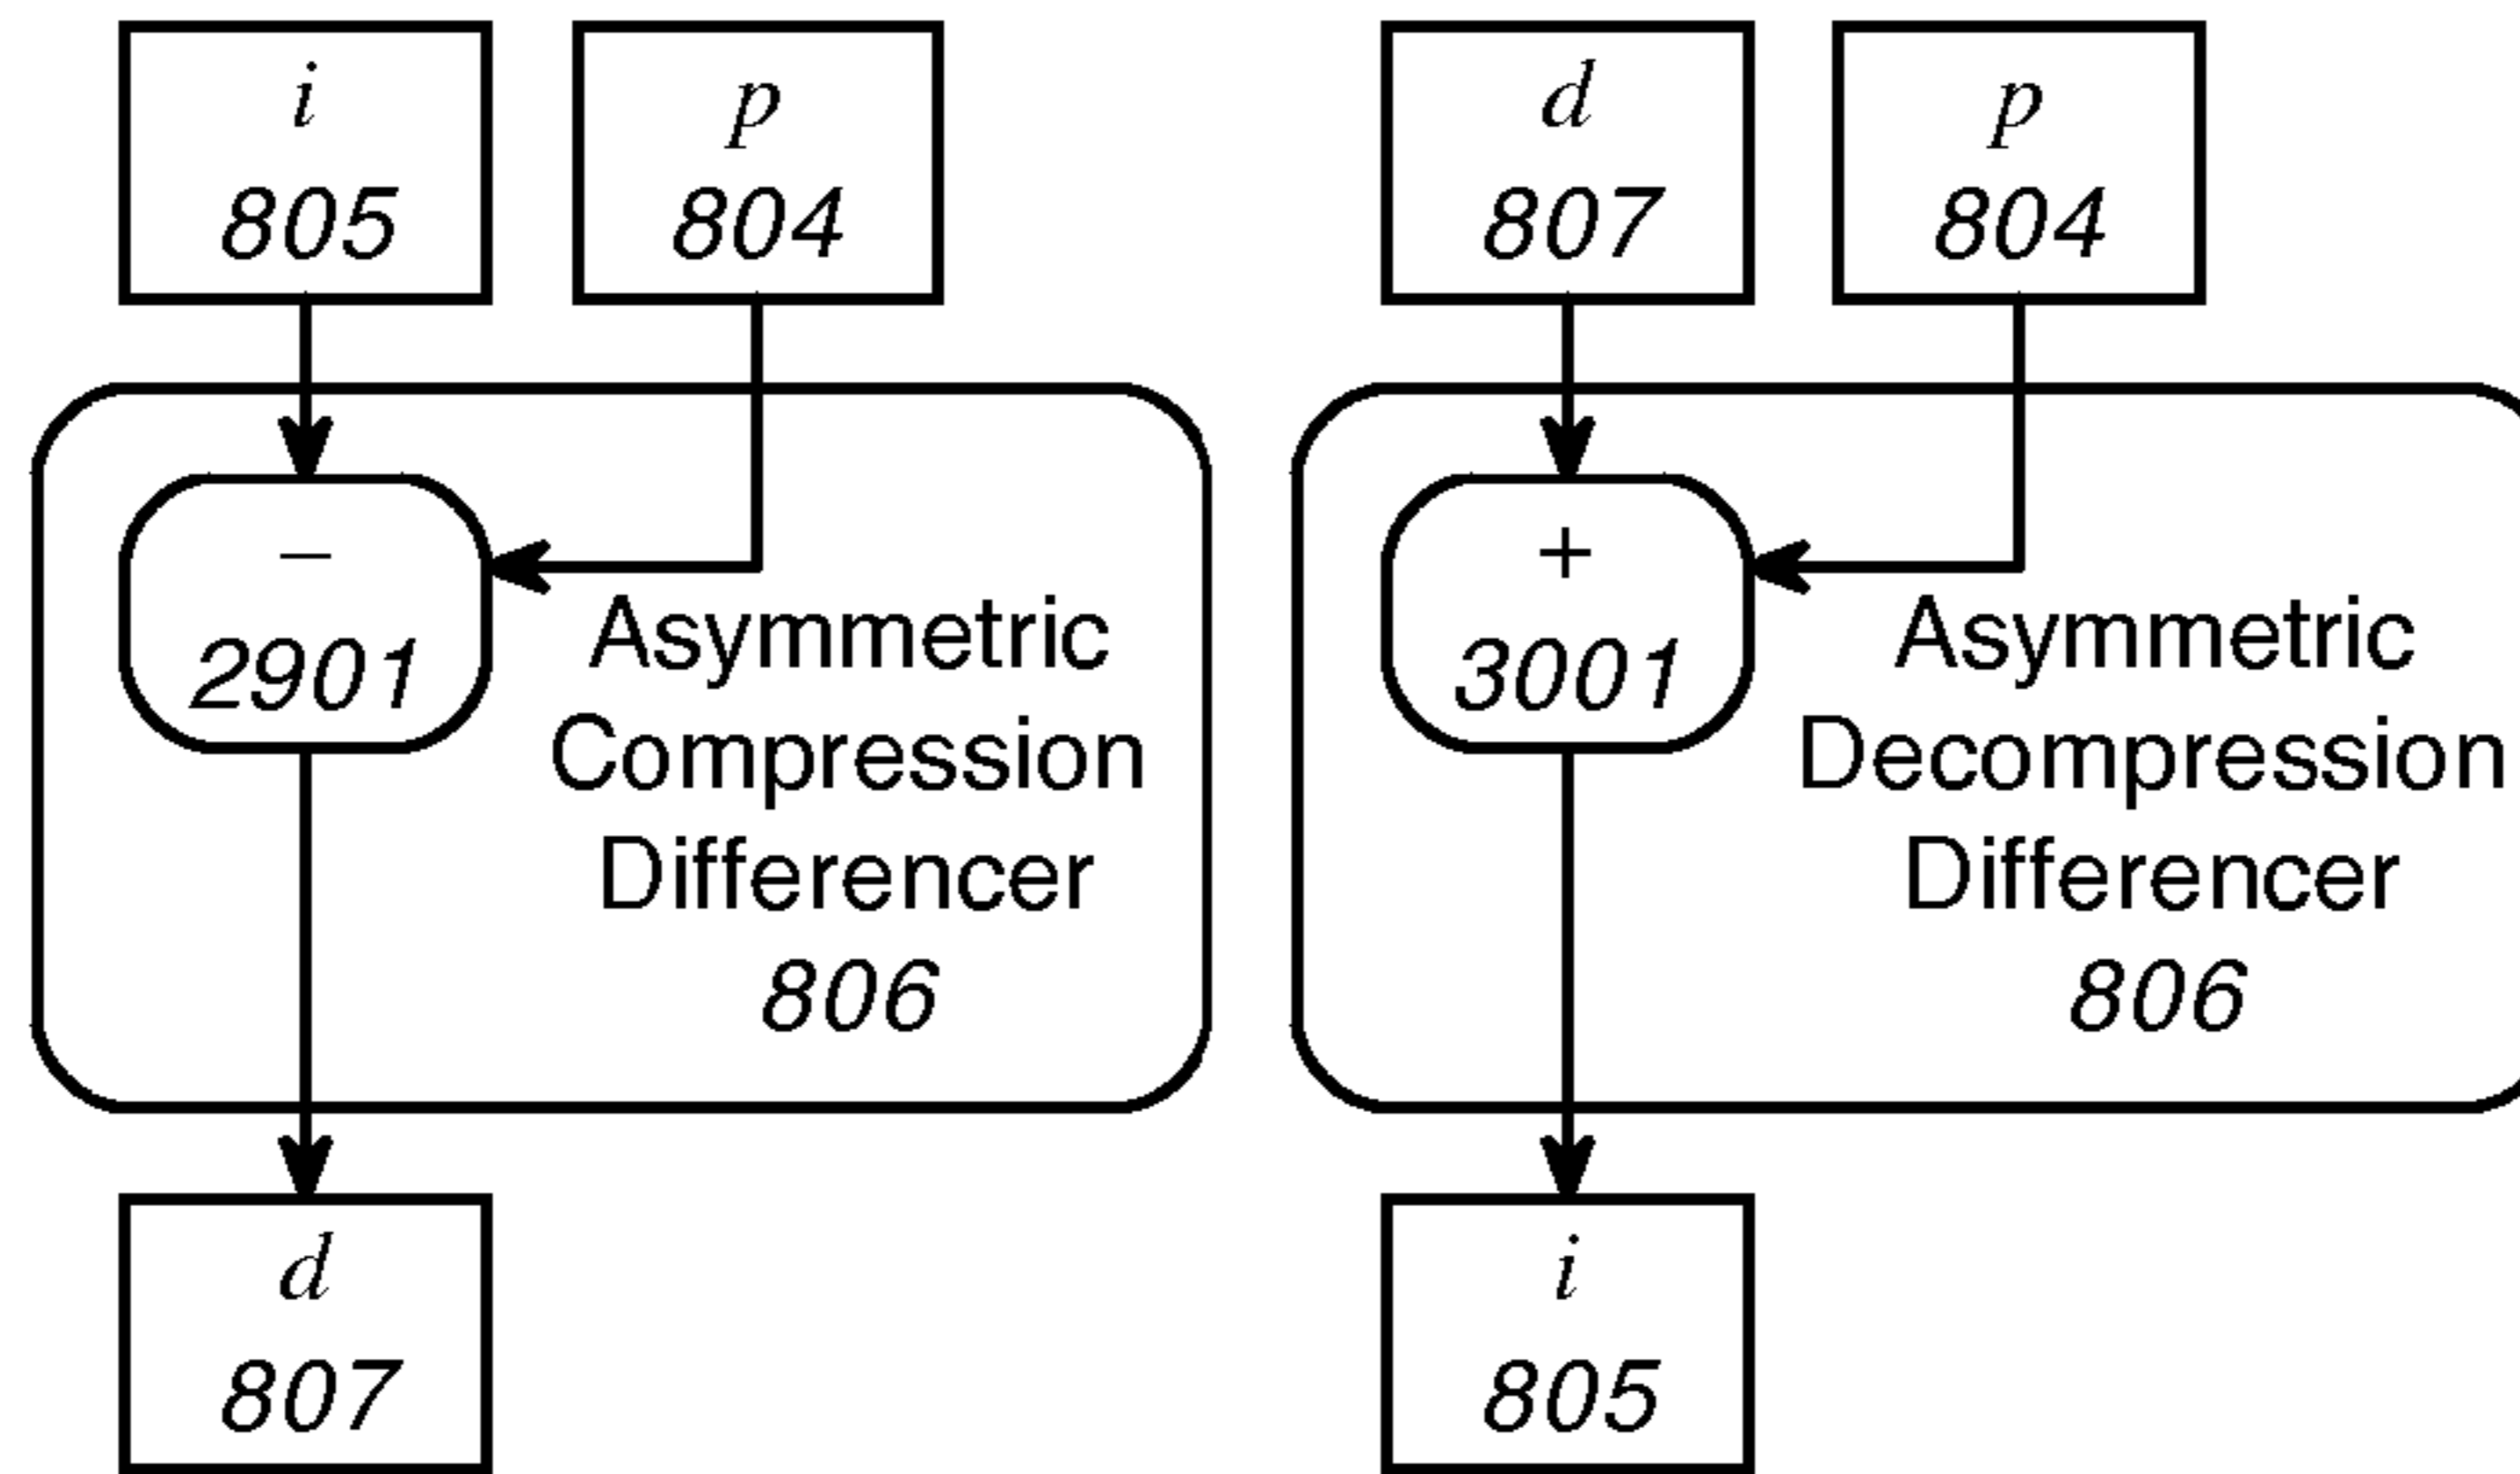 i
805
p
804
−
2901
Asymmetric
Compression
Differencer
806
d
807
d
807
p
804
+
3001
Asymmetric
Decompression
Differencer
806
i
805